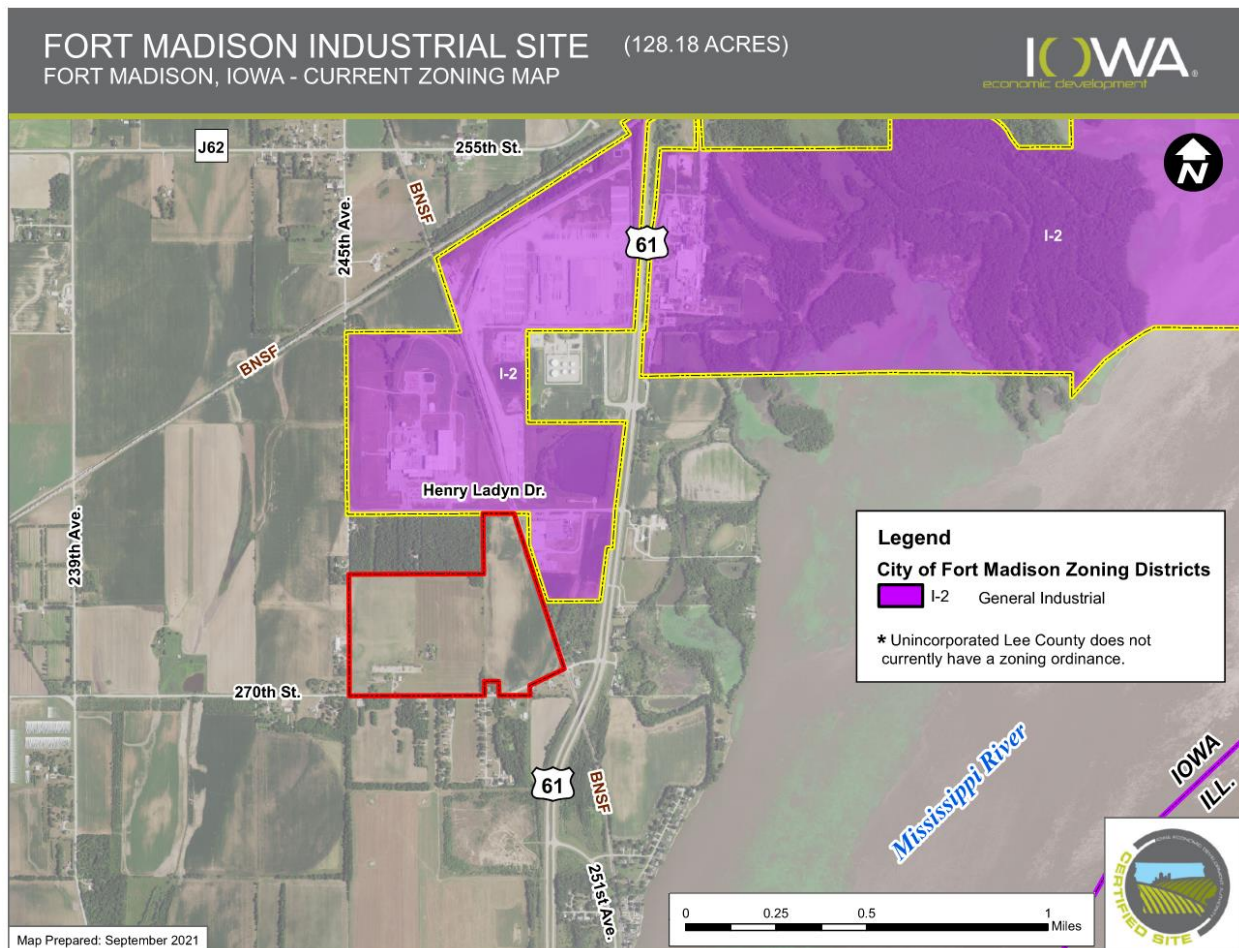 FORT MADISON INDUSTRIAL SITE (128.18 ACRES)
FORT MADISON, IOWA - CURRENT ZONING MAP
IOWA®
economic development
J62
255th St.
BNSF
N
245th Ave.
61
I-2
BNSF
I-2
Henry Ladyn Dr.
239th Ave.
Legend
City of Fort Madison Zoning Districts
I-2 General Industrial
* Unincorporated Lee County does not
currently have a zoning ordinance.
270th St.
61
BNSF
Mississippi River
IOWA
ILL.
251st Ave.
0 0.25 0.5 1
Miles
CERTIFIED SITE
Map Prepared: September 2021